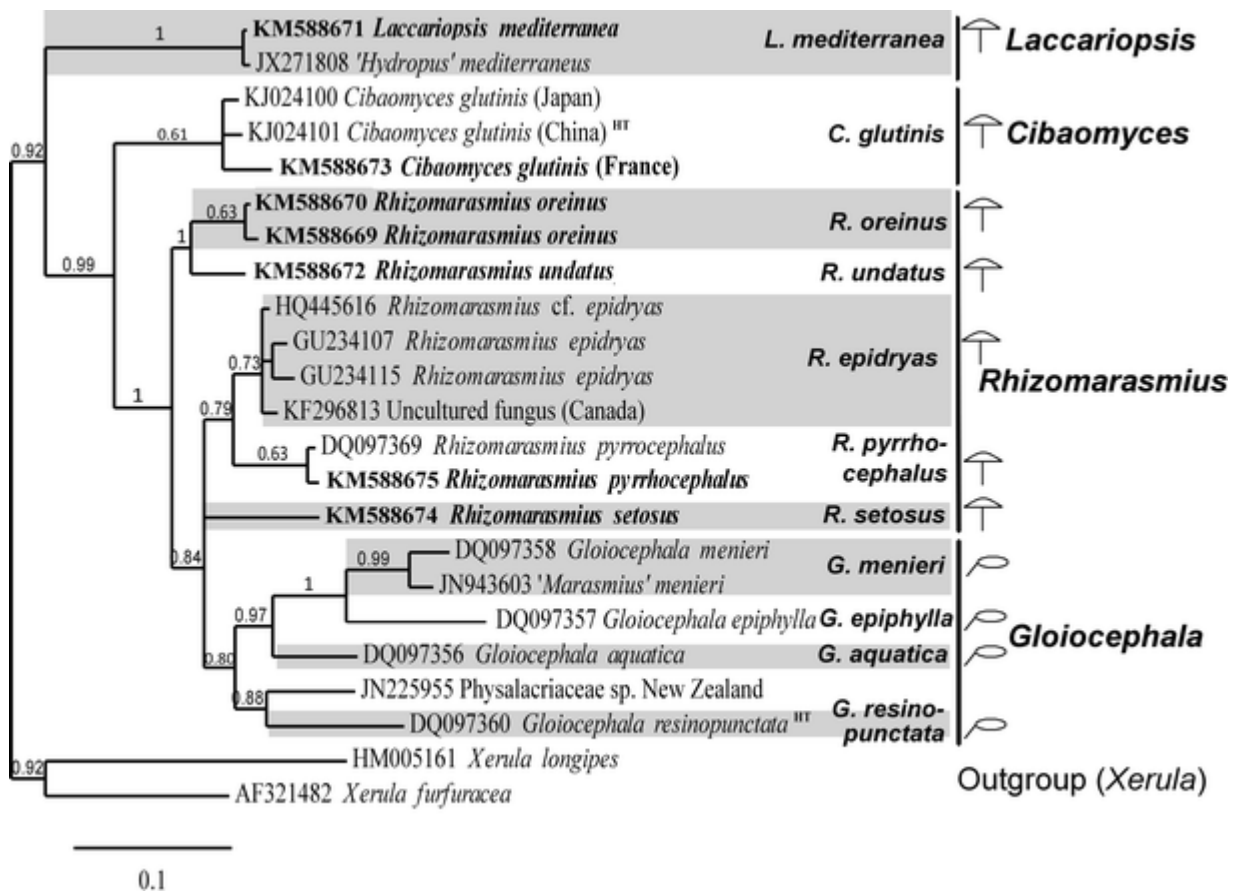 1 KM588671 Laccariopsis mediterranea L. mediterranea Laccariopsis
JX271808 'Hydropus' mediterraneus
KJ024100 Cibaomyces glutinis (Japan)
0.92 0.61 KJ024101 Cibaomyces glutinis (China) HT C. glutinis Cibaomyces
KM588673 Cibaomyces glutinis (France)
0.63 KM588670 Rhizomarasmius oreinus R. oreinus
1 KM588669 Rhizomarasmius oreinus
0.99 KM588672 Rhizomarasmius undatus R. undatus
HQ445616 Rhizomarasmius cf. epidryas
GU234107 Rhizomarasmius epidryas R. epidryas
0.73 GU234115 Rhizomarasmius epidryas Rhizomarasmius
1 0.79 KF296813 Uncultured fungus (Canada)
DQ097369 Rhizomarasmius pyrrocephalus R. pyrrho-
0.63 KM588675 Rhizomarasmius pyrrhocephalus cephalus
KM588674 Rhizomarasmius setosus R. setosus
0.84 0.99 DQ097358 Gloiocephala menieri G. menieri
1 JN943603 'Marasmius' menieri
0.97 DQ097357 Gloiocephala epiphylla G. epiphylla Gloiocephala
0.80 DQ097356 Gloiocephala aquatica G. aquatica
0.88 JN225955 Physalacriaceae sp. New Zealand G. resino-
DQ097360 Gloiocephala resinopunctata HT punctata
0.92 HM005161 Xerula longipes Outgroup (Xerula)
AF321482 Xerula furfuracea
0.1